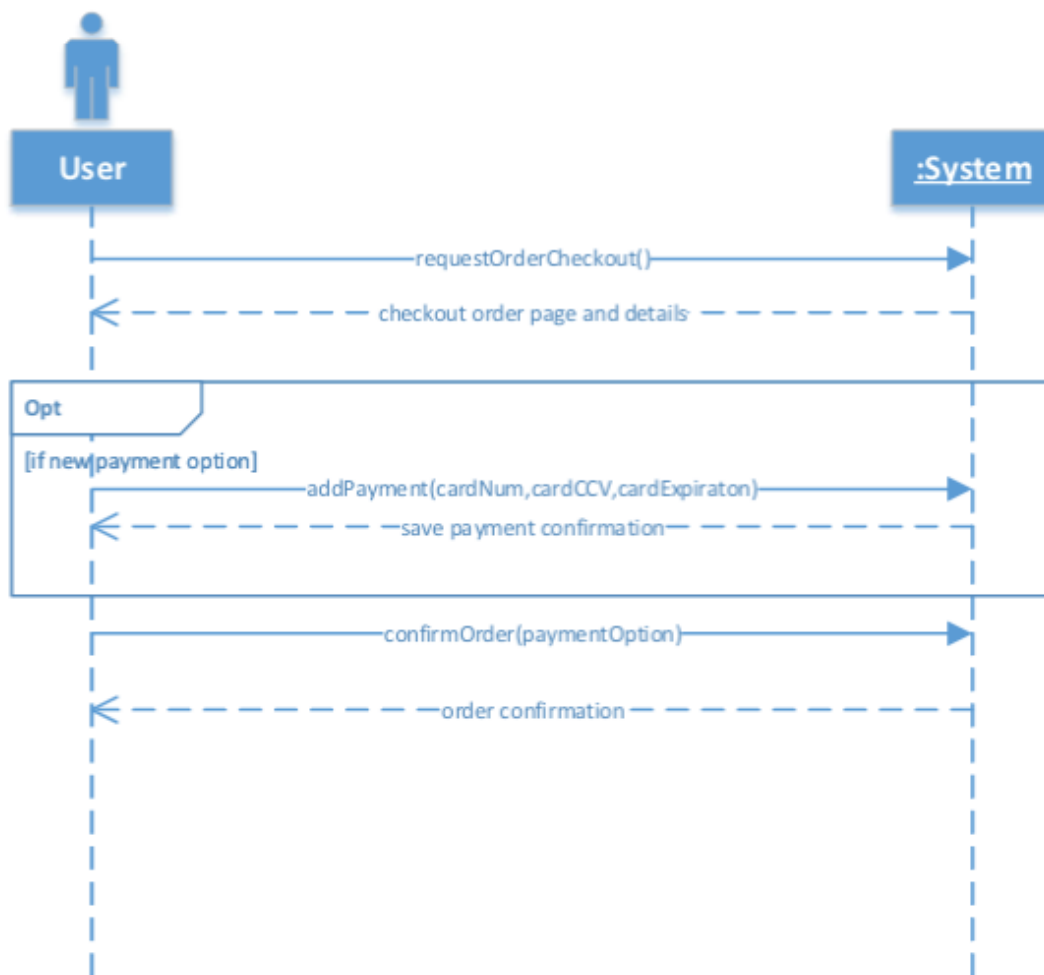 User
:System
requestOrderCheckout()
checkout order page and details
Opt
[if new payment option]
addPayment(cardNum,cardCCV,cardExpiraton)
save payment confirmation
confirmOrder(paymentOption)
order confirmation